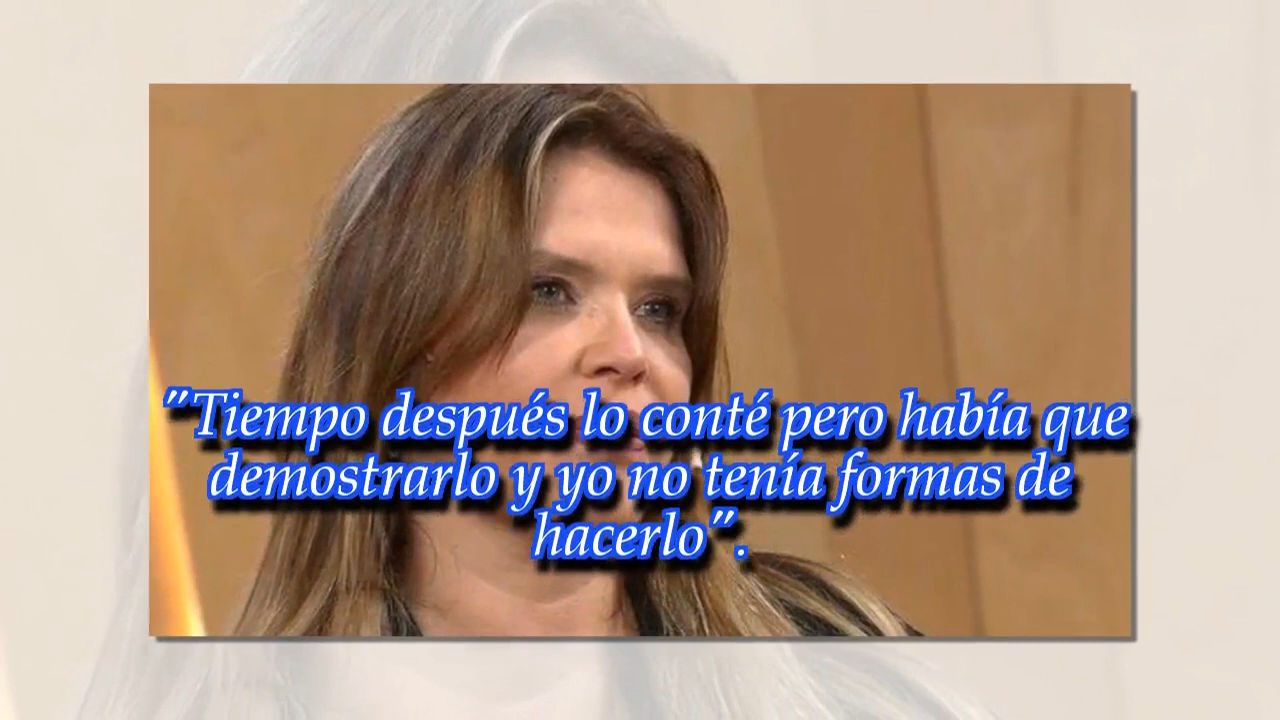 "Tiempo después lo conté pero había que
demostrarlo y yo no tenía formas de
hacerlo".